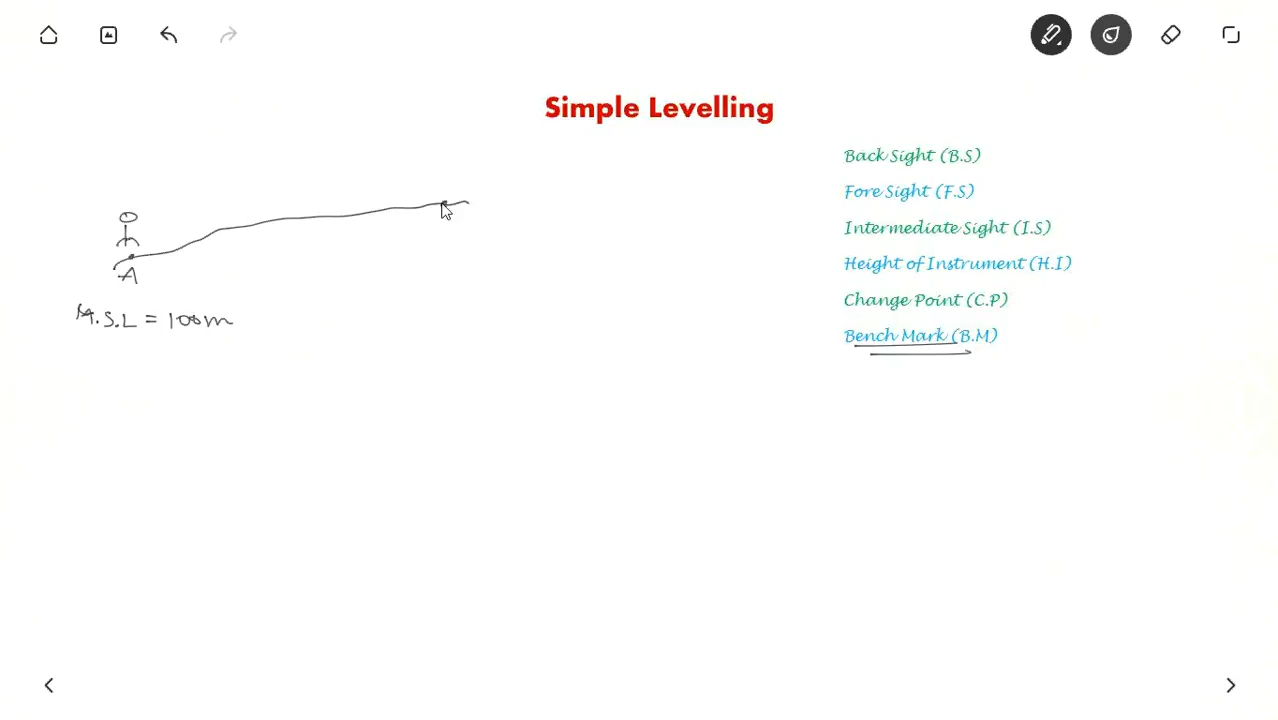 Simple Levelling
Back Sight (B.S)
Fore Sight (F.S)
Intermediate Sight (I.S)
Height of Instrument (H.I)
Change Point (C.P)
Bench Mark (B.M)
A
M.S.L = 100m